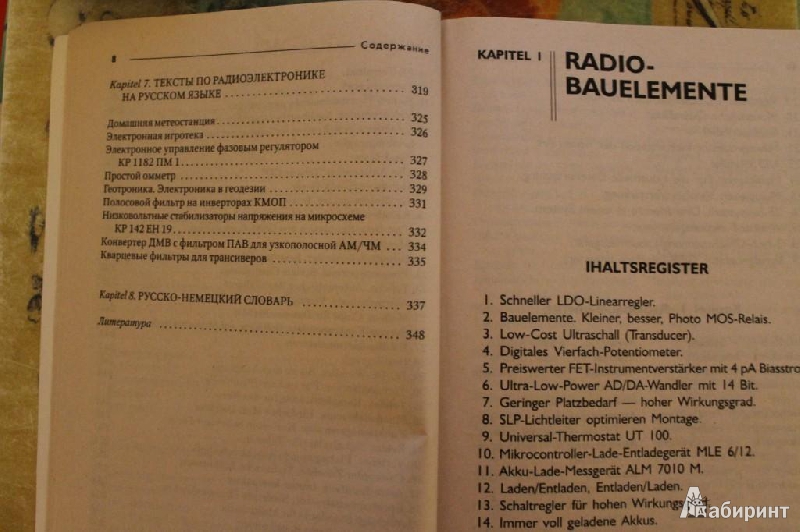 8
Содержание
Kapitel 7. ТЕКСТЫ ПО РАДИОЭЛЕКТРОНИКЕ
НА РУССКОМ ЯЗЫКЕ 319
Домашняя метеостанция 325
Электронная игротека 326
Электронное управление фазовым регулятором
КР 1182 ПМ 1 327
Простой омметр 328
Геотроника. Электроника в геодезии 329
Полосовой фильтр на инверторах КМОП 331
Низковольтные стабилизаторы напряжения на микросхеме
КР 142 ЕН 19 332
Конвертер ДМВ с фильтром ПАВ для узкополосной АМ/ЧМ 334
Кварцевые фильтры для трансиверов 335
Kapitel 8. РУССКО-НЕМЕЦКИЙ СЛОВАРЬ 337
Литература 348
KAPITEL 1
RADIO-
BAUELEMENTE
IHALTSREGISTER
1. Schneller LDO-Linearregler.
2. Bauelemente. Kleiner, besser, Photo MOS-Relais.
3. Low-Cost Ultraschall (Transducer).
4. Digitales Vierfach-Potentiometer.
5. Preiswerter FET-Instrumentverstärker mit 4 pA Biasstro
6. Ultra-Low-Power AD/DA-Wandler mit 14 Bit.
7. Geringer Platzbedarf — hoher Wirkungsgrad.
8. SLP-Lichtleiter optimieren Montage.
9. Universal-Thermostat UT 100.
10. Mikrocontroller-Lade-Entladegerät MLE 6/12.
11. Akku-Lade-Messgerät ALM 7010 M.
12. Laden/Entladen, Entladen/Laden.
13. Schaltregler für hohen Wirkungsgrad.
14. Immer voll geladene Akkus.
Лабиринт